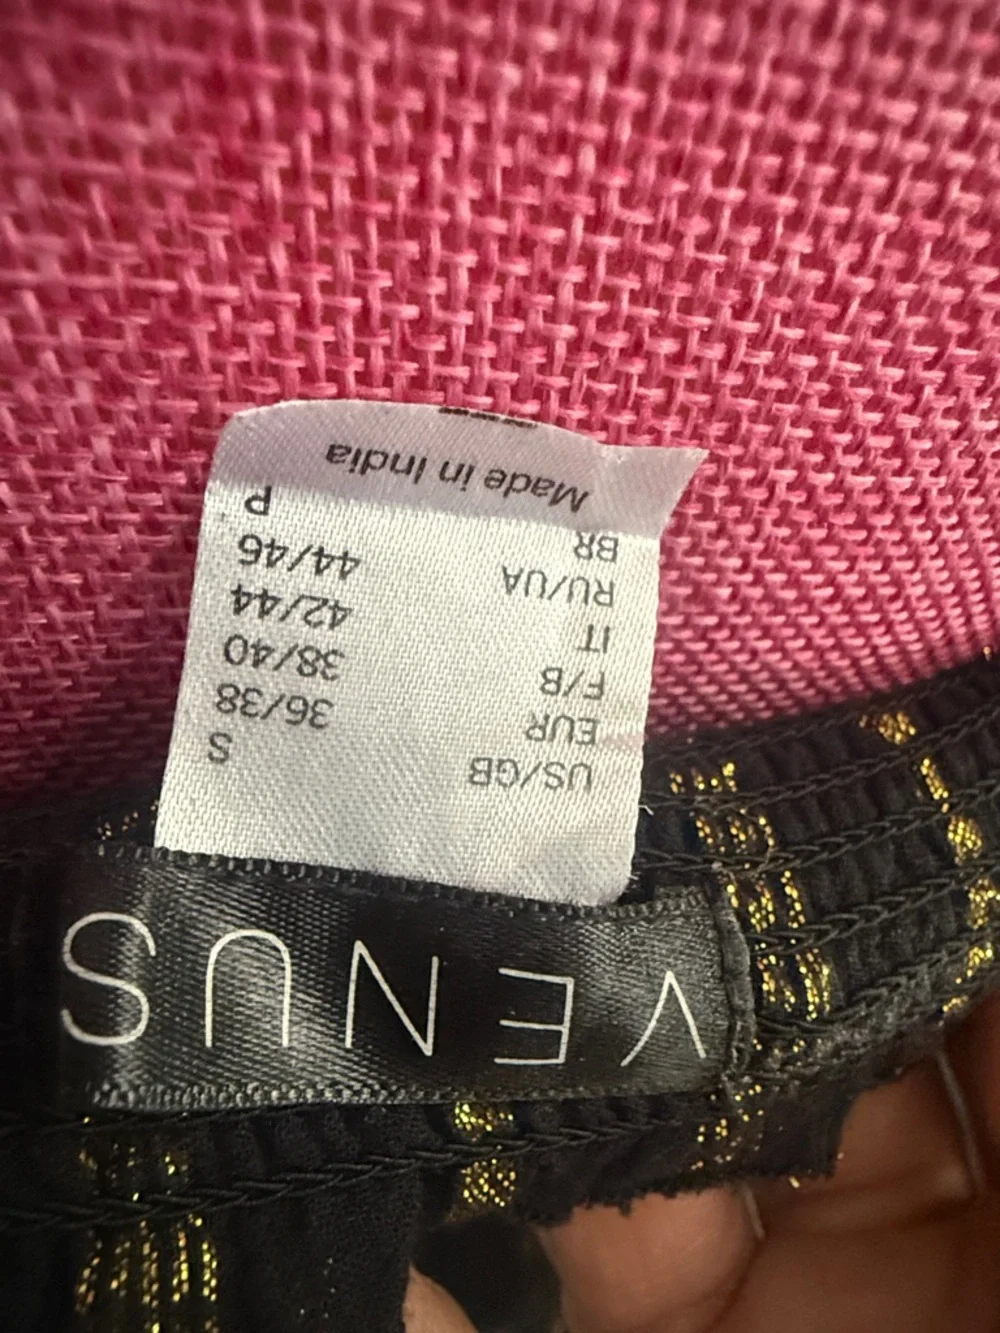 VENUS
US/GB S
EUR 36/38
F/B 38/40
IT 42/44
RU/UA 44/46
BR P
Made in India